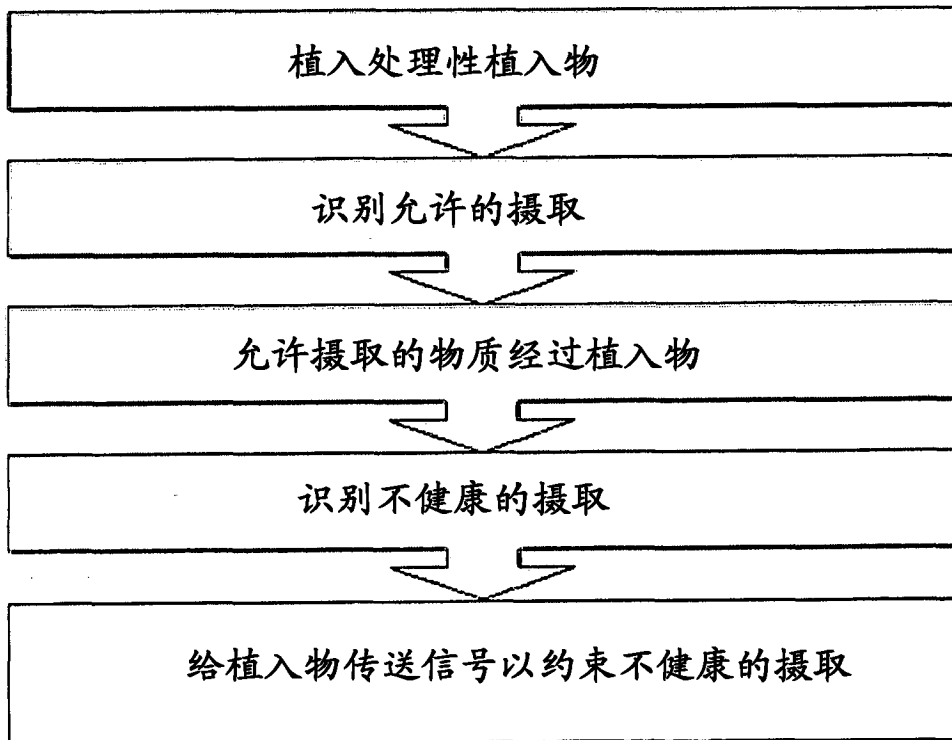 植入处理性植入物
识别允许的摄取
允许摄取的物质经过植入物
识别不健康的摄取
给植入物传送信号以约束不健康的摄取